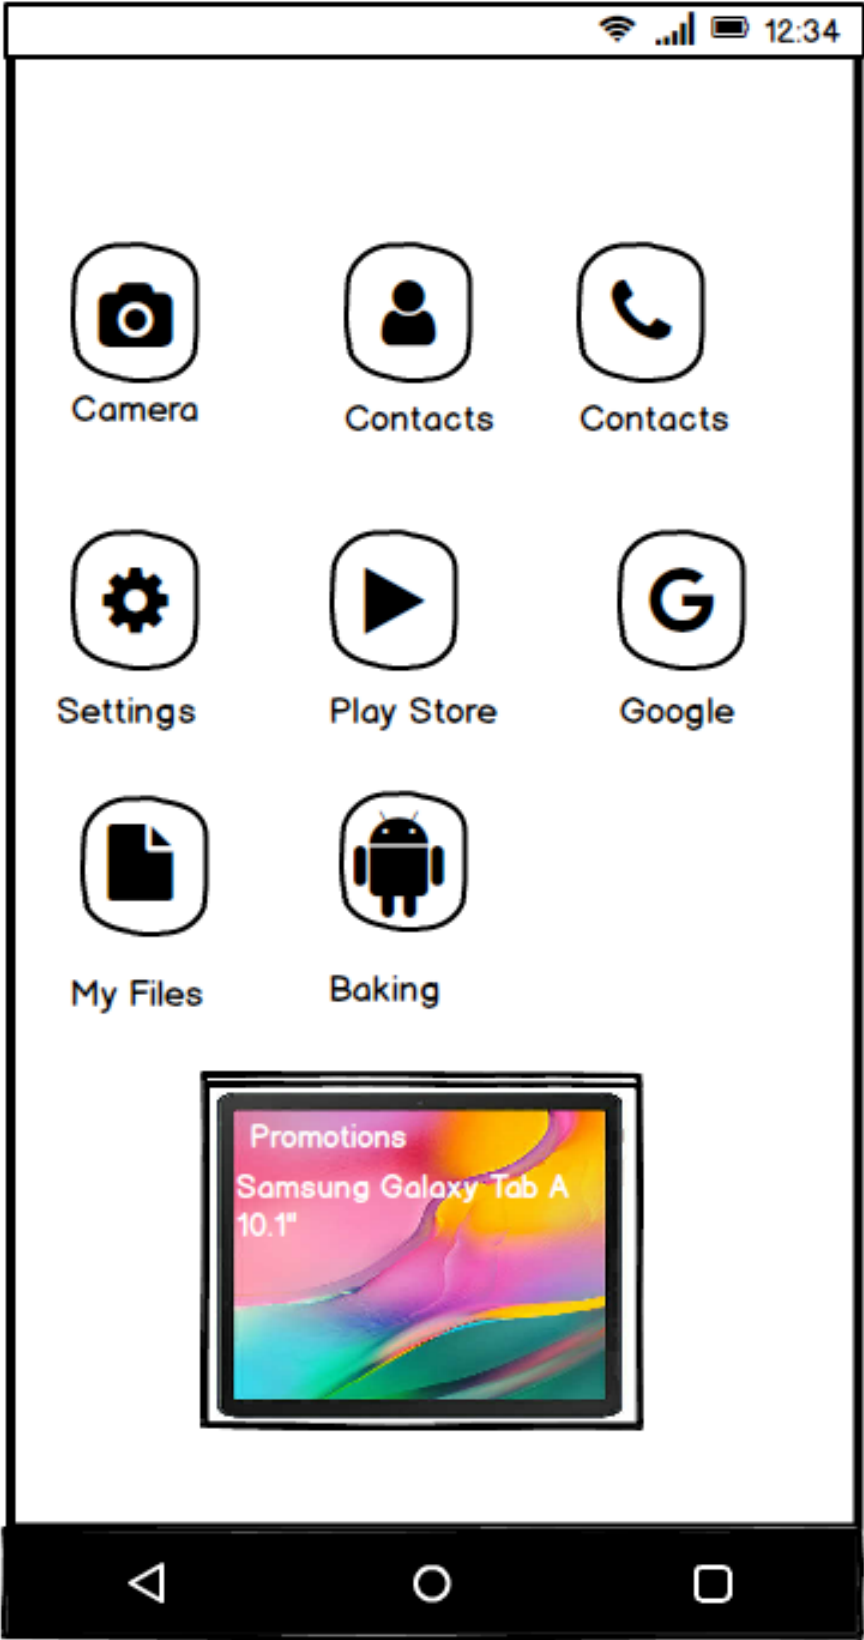 12:34
Camera
Contacts
Contacts
Settings
Play Store
Google
My Files
Baking
Promotions
Samsung Galaxy Tab A
10.1"